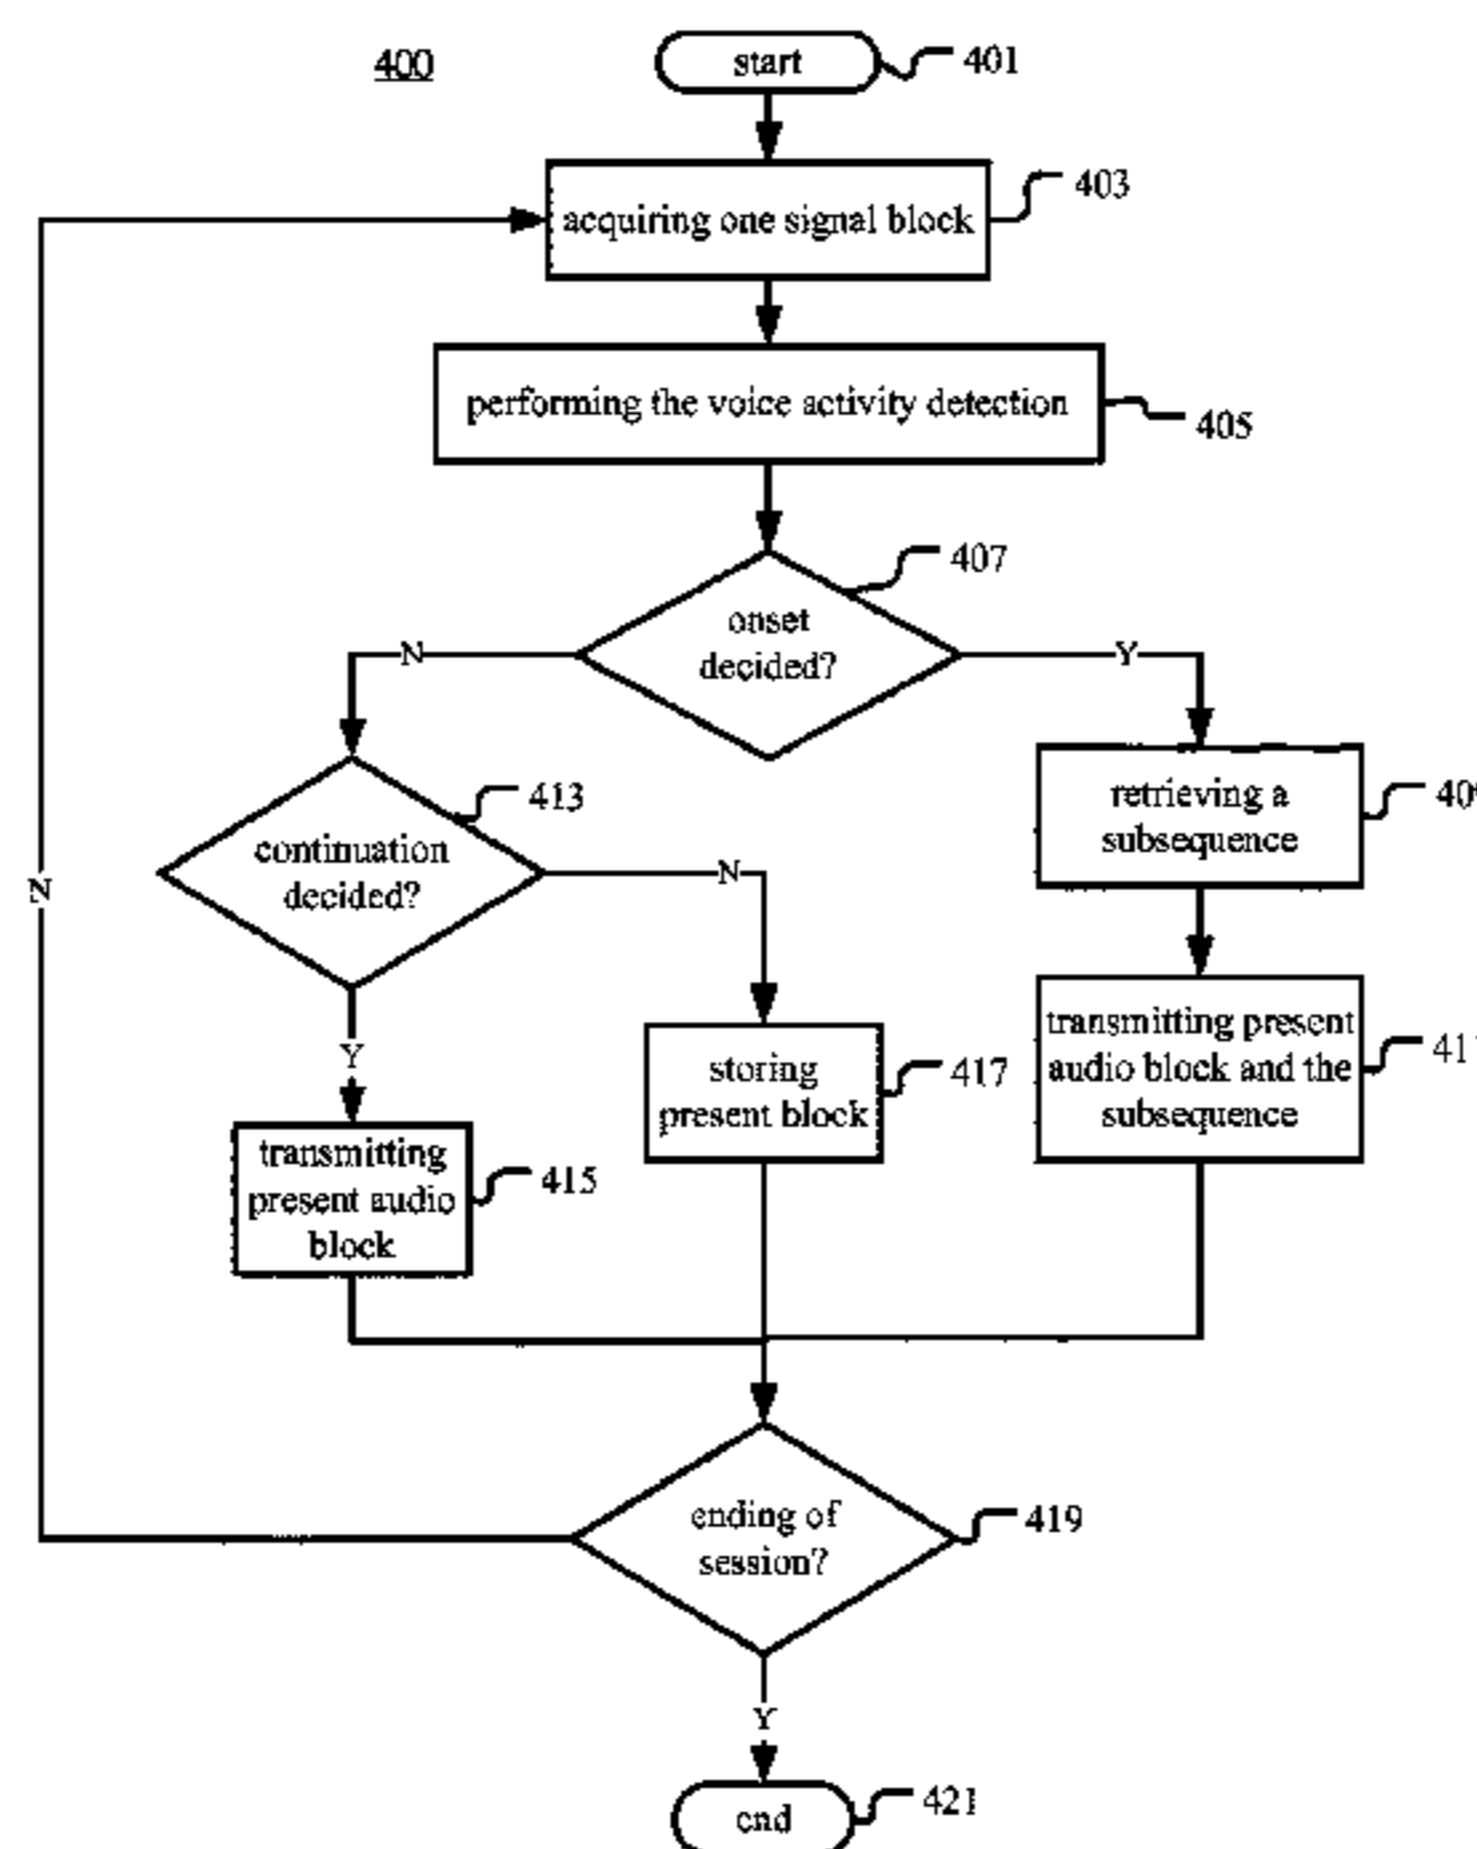 400
start
401
acquiring one signal block
403
performing the voice activity detection
405
onset
decided?
407
N
Y
continuation
decided?
413
N
retrieving a
subsequence
N
Y
storing
present block
417
transmitting present
audio block and the
subsequence
transmitting
present audio
block
415
ending of
session?
419
Y
end
421